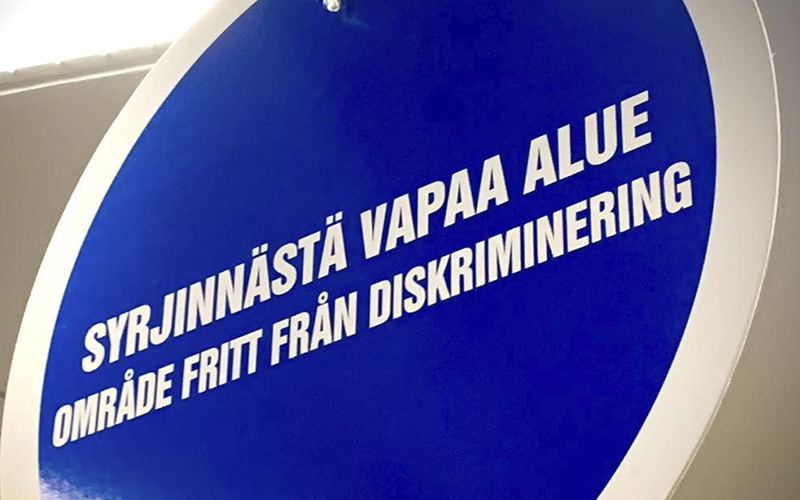 SYRJINNÄSTÄ VAPAA ALUE
OMRÅDE FRITT FRÅN DISKRIMINERING